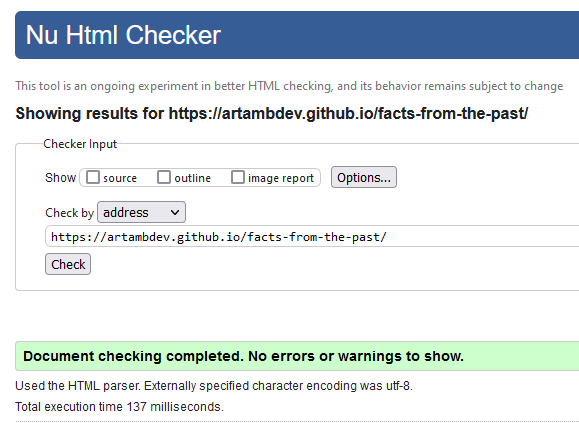 Nu Html Checker
This tool is an ongoing experiment in better HTML checking, and its behavior remains subject to change
Showing results for https://artambdev.github.io/facts-from-the-past/
Checker Input
Show source outline image report Options...
Check by address
https://artambdev.github.io/facts-from-the-past/
Check
Document checking completed. No errors or warnings to show.
Used the HTML parser. Externally specified character encoding was utf-8.
Total execution time 137 milliseconds.